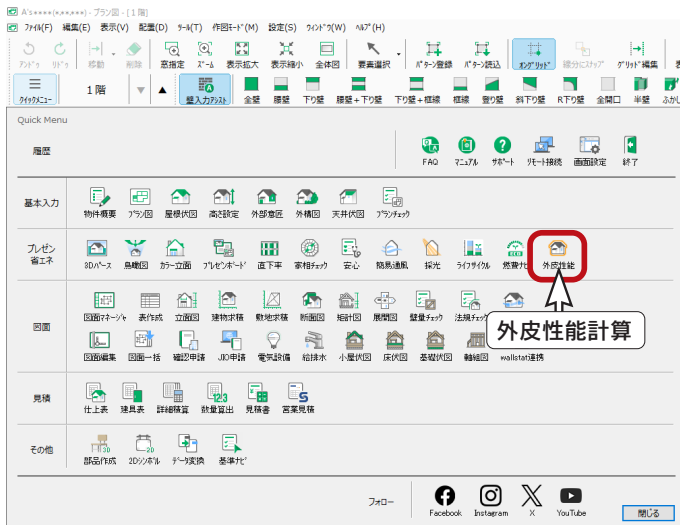 A's****(*.**.***) - プラン図 - [1 階]
ファイル(F) 編集(E) 表示(V) 配置(D) ツール(T) 作図モード(M) 設定(S) ウィンドウ(W) ヘルプ(H)
アンドゥ リドゥ 移動 削除 窓指定 ズーム 表示拡大 表示縮小 全体図 要素選択 パターン登録 パターン読込 オングリッド 線分にスナップ グリッド編集
クイックメニュー 1 階 壁入力アシスト 全壁 腰壁 下り壁 腰壁+下り壁 下り壁+框線 框線 登り壁 斜下り壁 R下り壁 全開口 半壁
Quick Menu
履歴 FAQ マニュアル サポート リモート接続 画面設定 終了
基本入力 物件概要 プラン図 屋根伏図 高さ設定 外部意匠 外構図 天井伏図 プランチェック
プレゼン
省エネ 3Dパース 鳥瞰図 カラー立面 プレゼンボード 直下率 家相チェック 安心 簡易通風 採光 ライフサイクル 燃費ナビ 外皮性能
図面 図面マネージャ 表作成 立面図 建物求積 敷地求積 断面図 矩計図 展開図 壁量チェック 法規チェック
外皮性能計算
図面編集 図面一括 確認申請 JIO申請 電気設備 給排水 小屋伏図 床伏図 基礎伏図 軸組図 wallstat連携
見積 仕上表 建具表 詳細積算 数量算出 見積書 営業見積
その他 部品作成 2Dシンボル データ変換 基準ナビ
フォロー Facebook Instagram X YouTube 閉じる